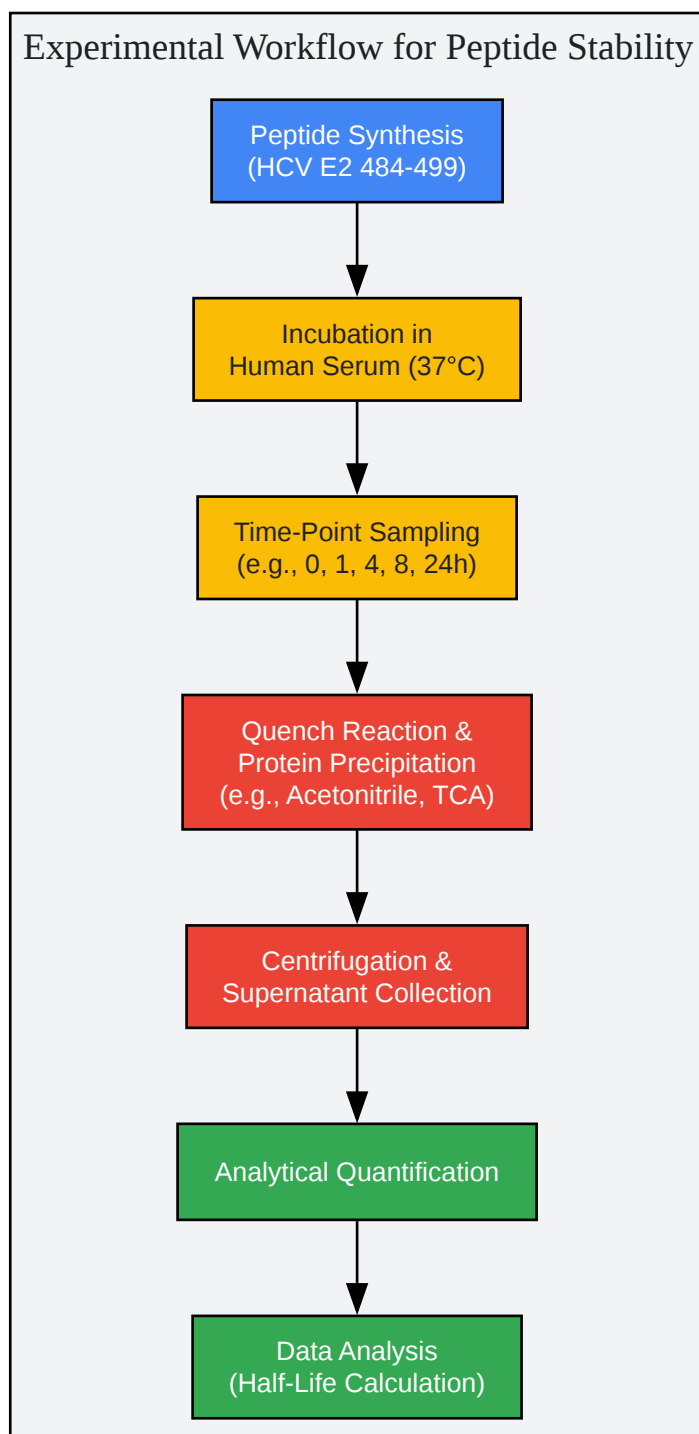 Experimental Workflow for Peptide Stability
Peptide Synthesis
(HCV E2 484-499)
Incubation in
Human Serum (37°C)
Time-Point Sampling
(e.g., 0, 1, 4, 8, 24h)
Quench Reaction &
Protein Precipitation
(e.g., Acetonitrile, TCA)
Centrifugation &
Supernatant Collection
Analytical Quantification
Data Analysis
(Half-Life Calculation)